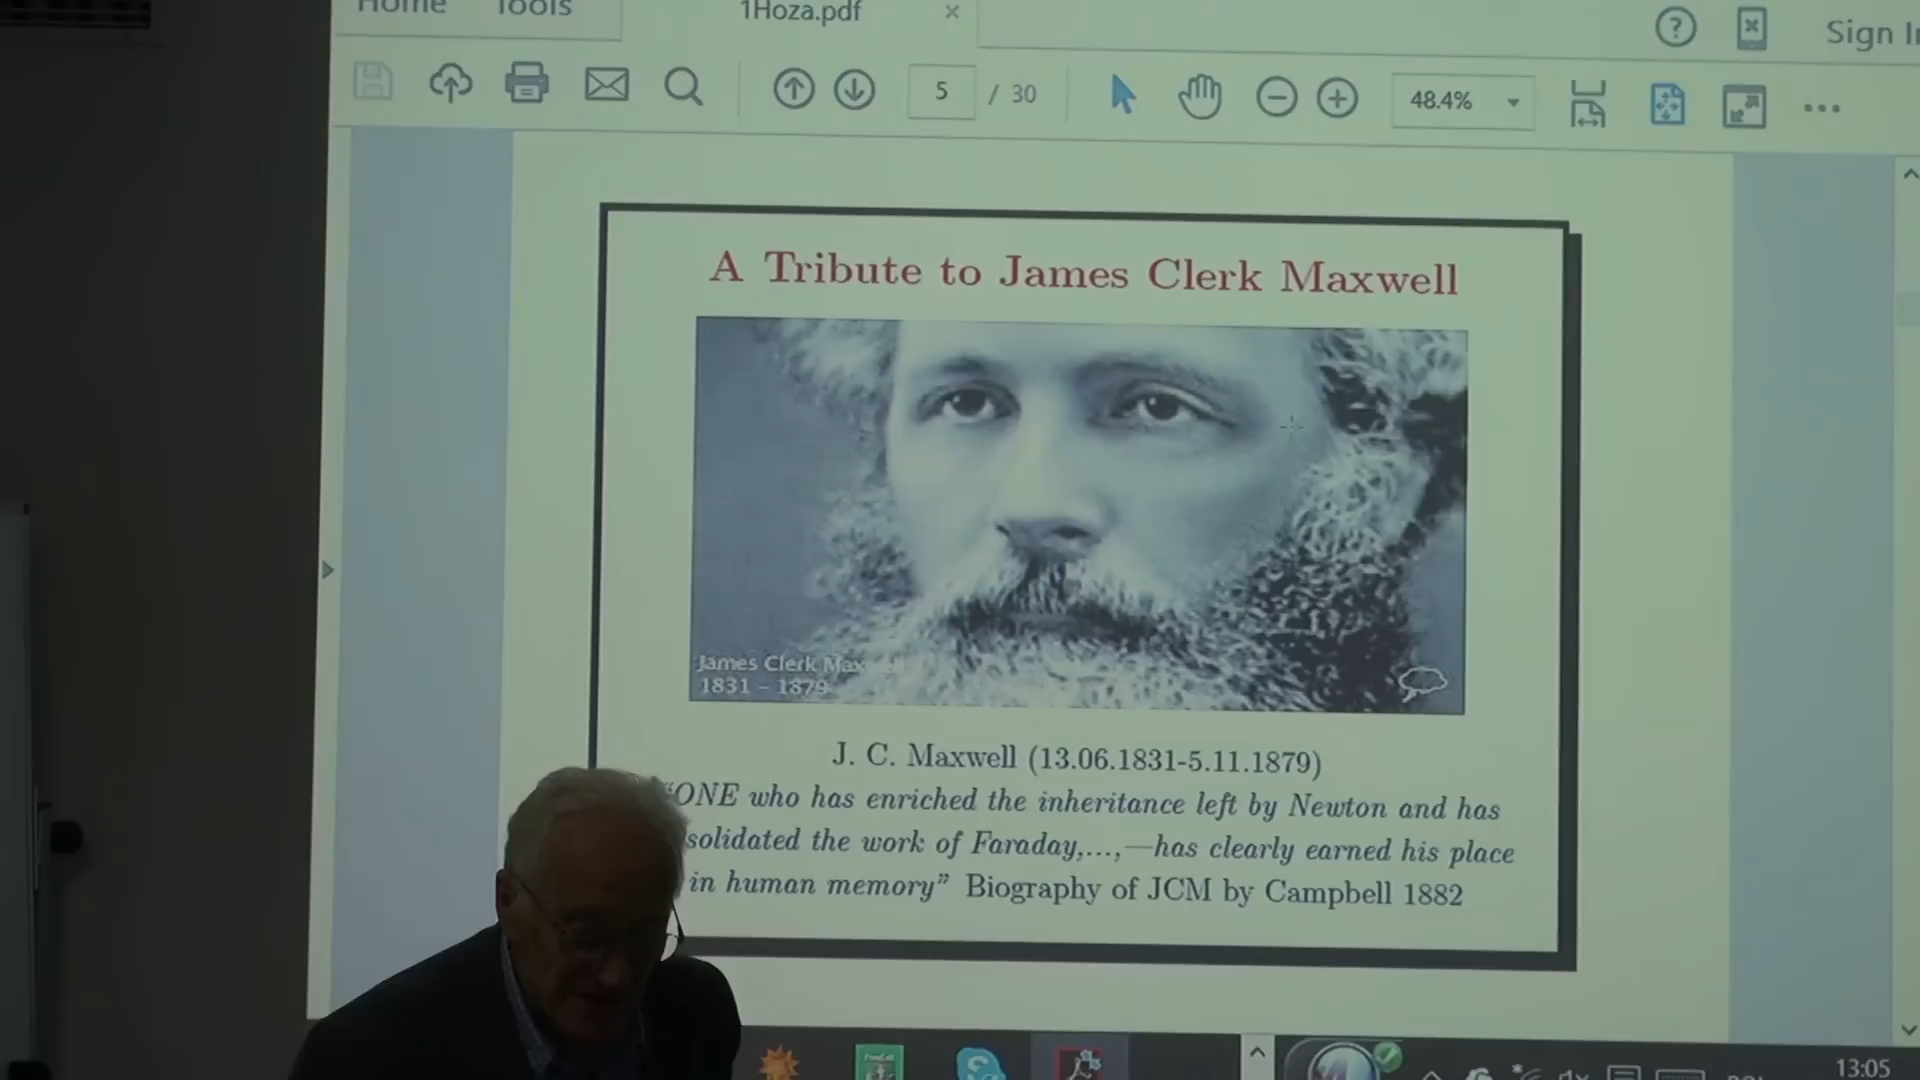 Home Tools 1Hoza.pdf
Sign
5 / 30 48.4%
A Tribute to James Clerk Maxwell
James Clerk Max
1831 – 1879
J. C. Maxwell (13.06.1831-5.11.1879)
"ONE who has enriched the inheritance left by Newton and has
solidated the work of Faraday,...,—has clearly earned his place
in human memory" Biography of JCM by Campbell 1882
13:05